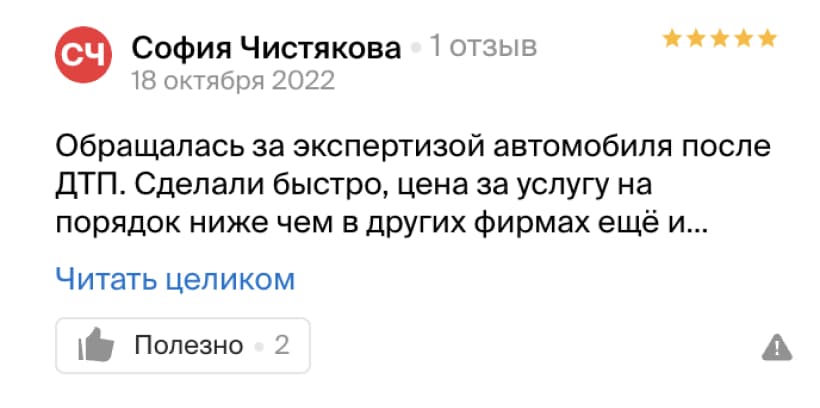 СЧ София Чистякова • 1 отзыв
18 октября 2022
Обращалась за экспертизой автомобиля после
ДТП. Сделали быстро, цена за услугу на
порядок ниже чем в других фирмах ещё и...
Читать целиком
Полезно • 2